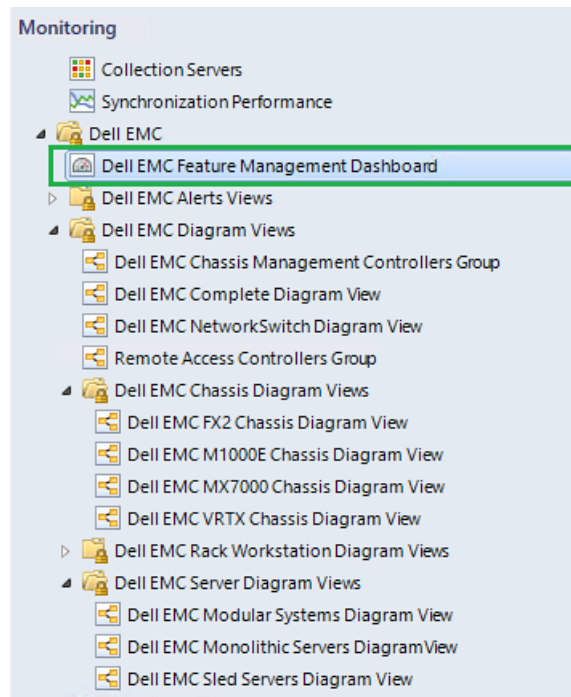 Monitoring
Collection Servers
Synchronization Performance
Dell EMC
Dell EMC Feature Management Dashboard
Dell EMC Alerts Views
Dell EMC Diagram Views
Dell EMC Chassis Management Controllers Group
Dell EMC Complete Diagram View
Dell EMC NetworkSwitch Diagram View
Remote Access Controllers Group
Dell EMC Chassis Diagram Views
Dell EMC FX2 Chassis Diagram View
Dell EMC M1000E Chassis Diagram View
Dell EMC MX7000 Chassis Diagram View
Dell EMC VRTX Chassis Diagram View
Dell EMC Rack Workstation Diagram Views
Dell EMC Server Diagram Views
Dell EMC Modular Systems Diagram View
Dell EMC Monolithic Servers DiagramView
Dell EMC Sled Servers Diagram View